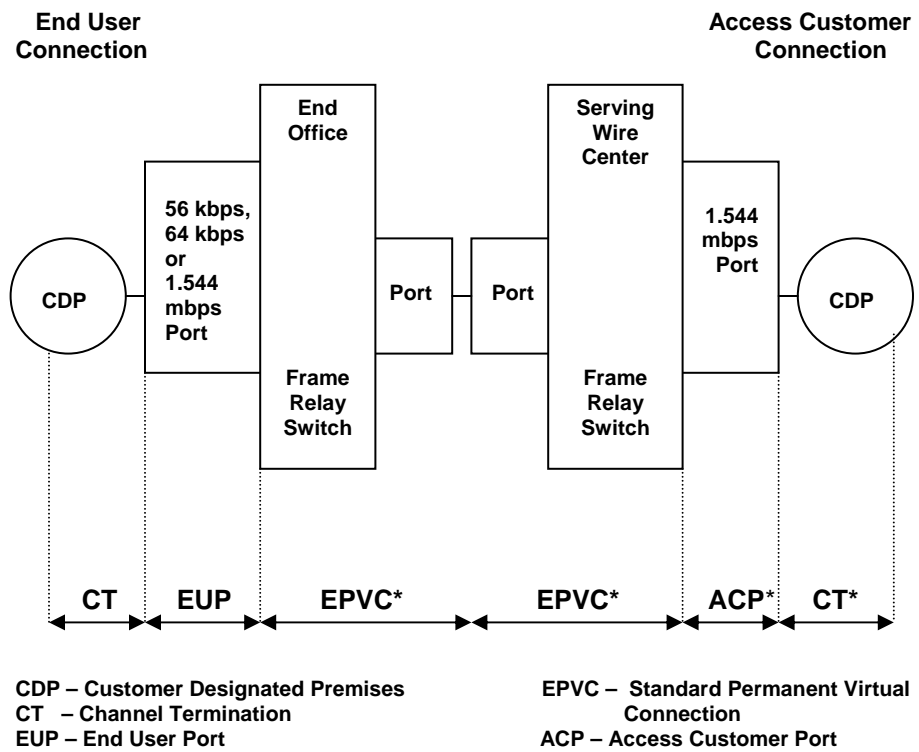 End User
Connection
Access Customer
Connection
End
Office
Serving
Wire
Center
56 kbps,
64 kbps
or
1.544
mbps
Port
1.544
mbps
Port
CDP
Port
Port
CDP
Frame
Relay
Switch
Frame
Relay
Switch
CT
EUP
EPVC*
EPVC*
ACP*
CT*
CDP – Customer Designated Premises
CT – Channel Termination
EUP – End User Port
EPVC – Standard Permanent Virtual
Connection
ACP – Access Customer Port